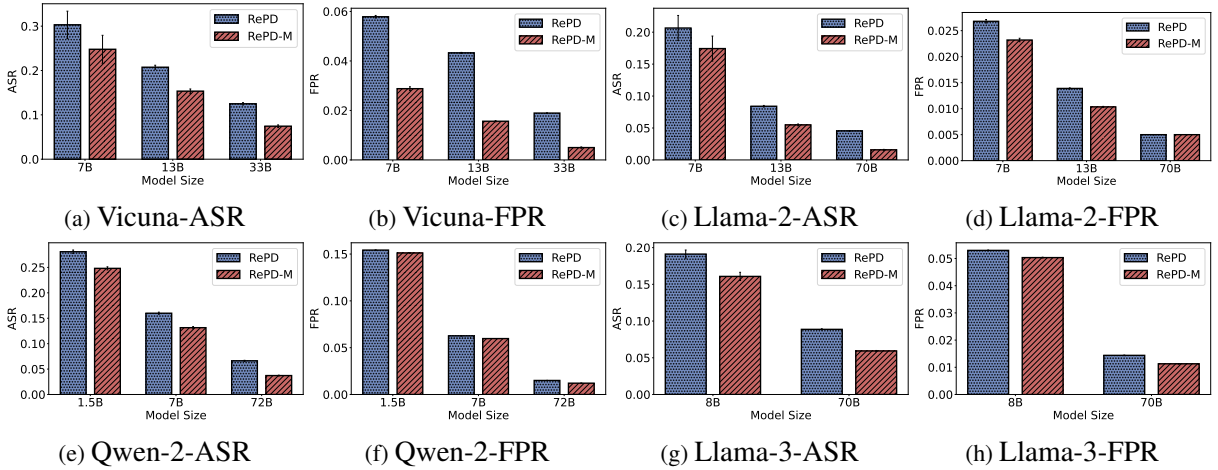 0.3
0.2
0.1
0.0
ASR
RePD
RePD-M
7B
13B
33B
Model Size
(a) Vicuna-ASR
0.06
0.04
0.02
0.00
FPR
RePD
RePD-M
7B
13B
33B
Model Size
(b) Vicuna-FPR
0.20
0.15
0.10
0.05
0.00
ASR
RePD
RePD-M
7B
13B
70B
Model Size
(c) Llama-2-ASR
0.025
0.020
0.015
0.010
0.005
0.000
FPR
RePD
RePD-M
7B
13B
70B
Model Size
(d) Llama-2-FPR
0.25
0.20
0.15
0.10
0.05
0.00
ASR
RePD
RePD-M
1.5B
7B
72B
Model Size
(e) Qwen-2-ASR
0.15
0.10
0.05
0.00
FPR
RePD
RePD-M
1.5B
7B
72B
Model Size
(f) Qwen-2-FPR
0.20
0.15
0.10
0.05
0.00
ASR
RePD
RePD-M
8B
70B
Model Size
(g) Llama-3-ASR
0.05
0.04
0.03
0.02
0.01
0.00
FPR
RePD
RePD-M
8B
70B
Model Size
(h) Llama-3-FPR